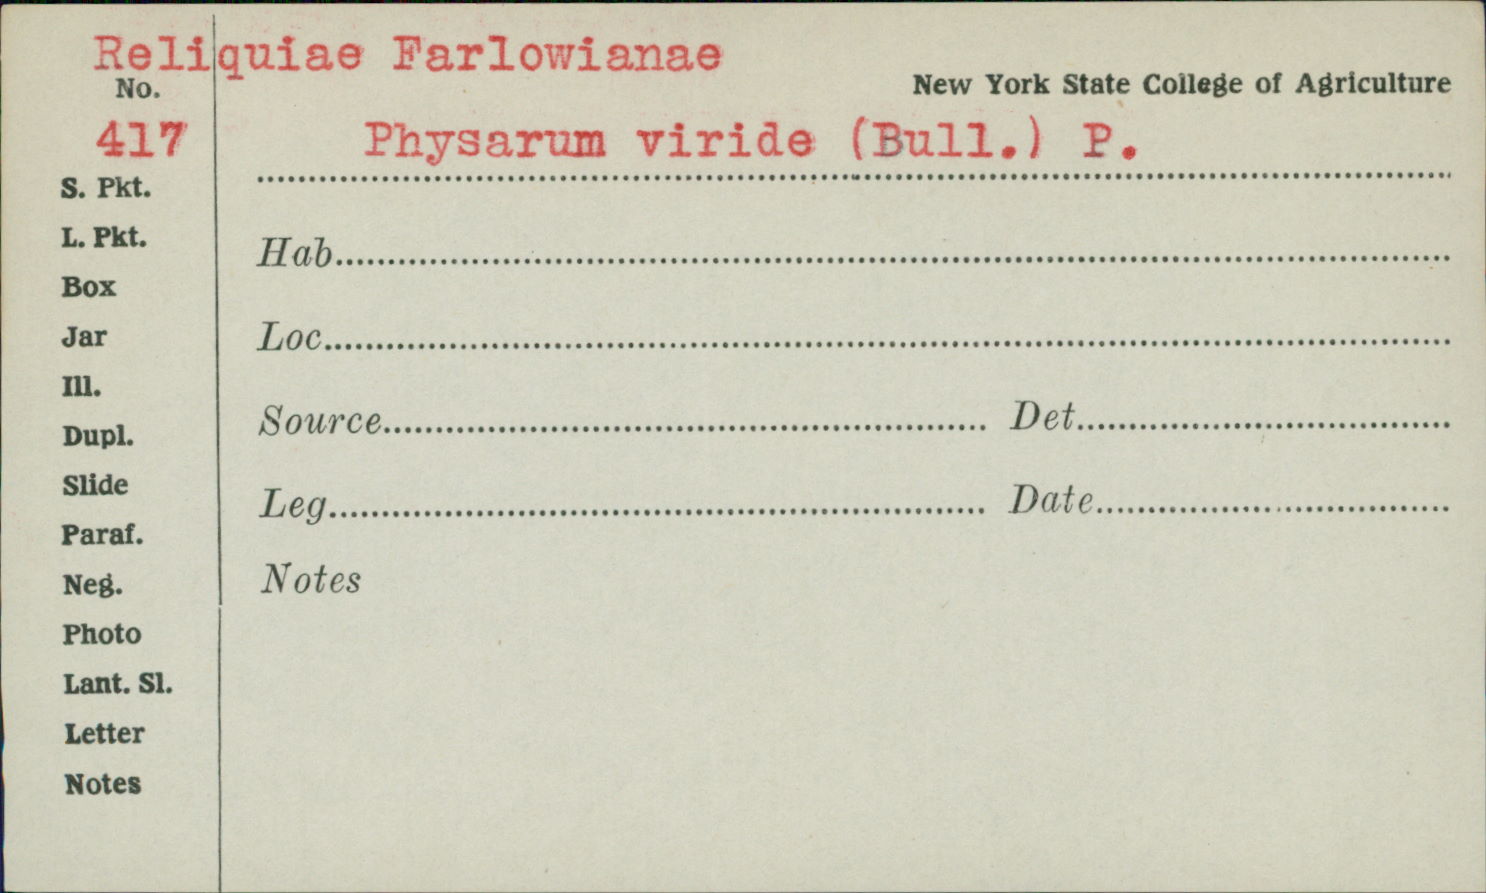 Reliquiae Farlowianae
No.
New York State College of Agriculture
417
Physarum viride (Bull.) P.
S. Pkt.
L. Pkt.
Hab
Box
Loc
Jar
Ill.
Source
Det
Dupl.
Slide
Leg
Date
Paraf.
Neg.
Notes
Photo
Lant. Sl.
Letter
Notes